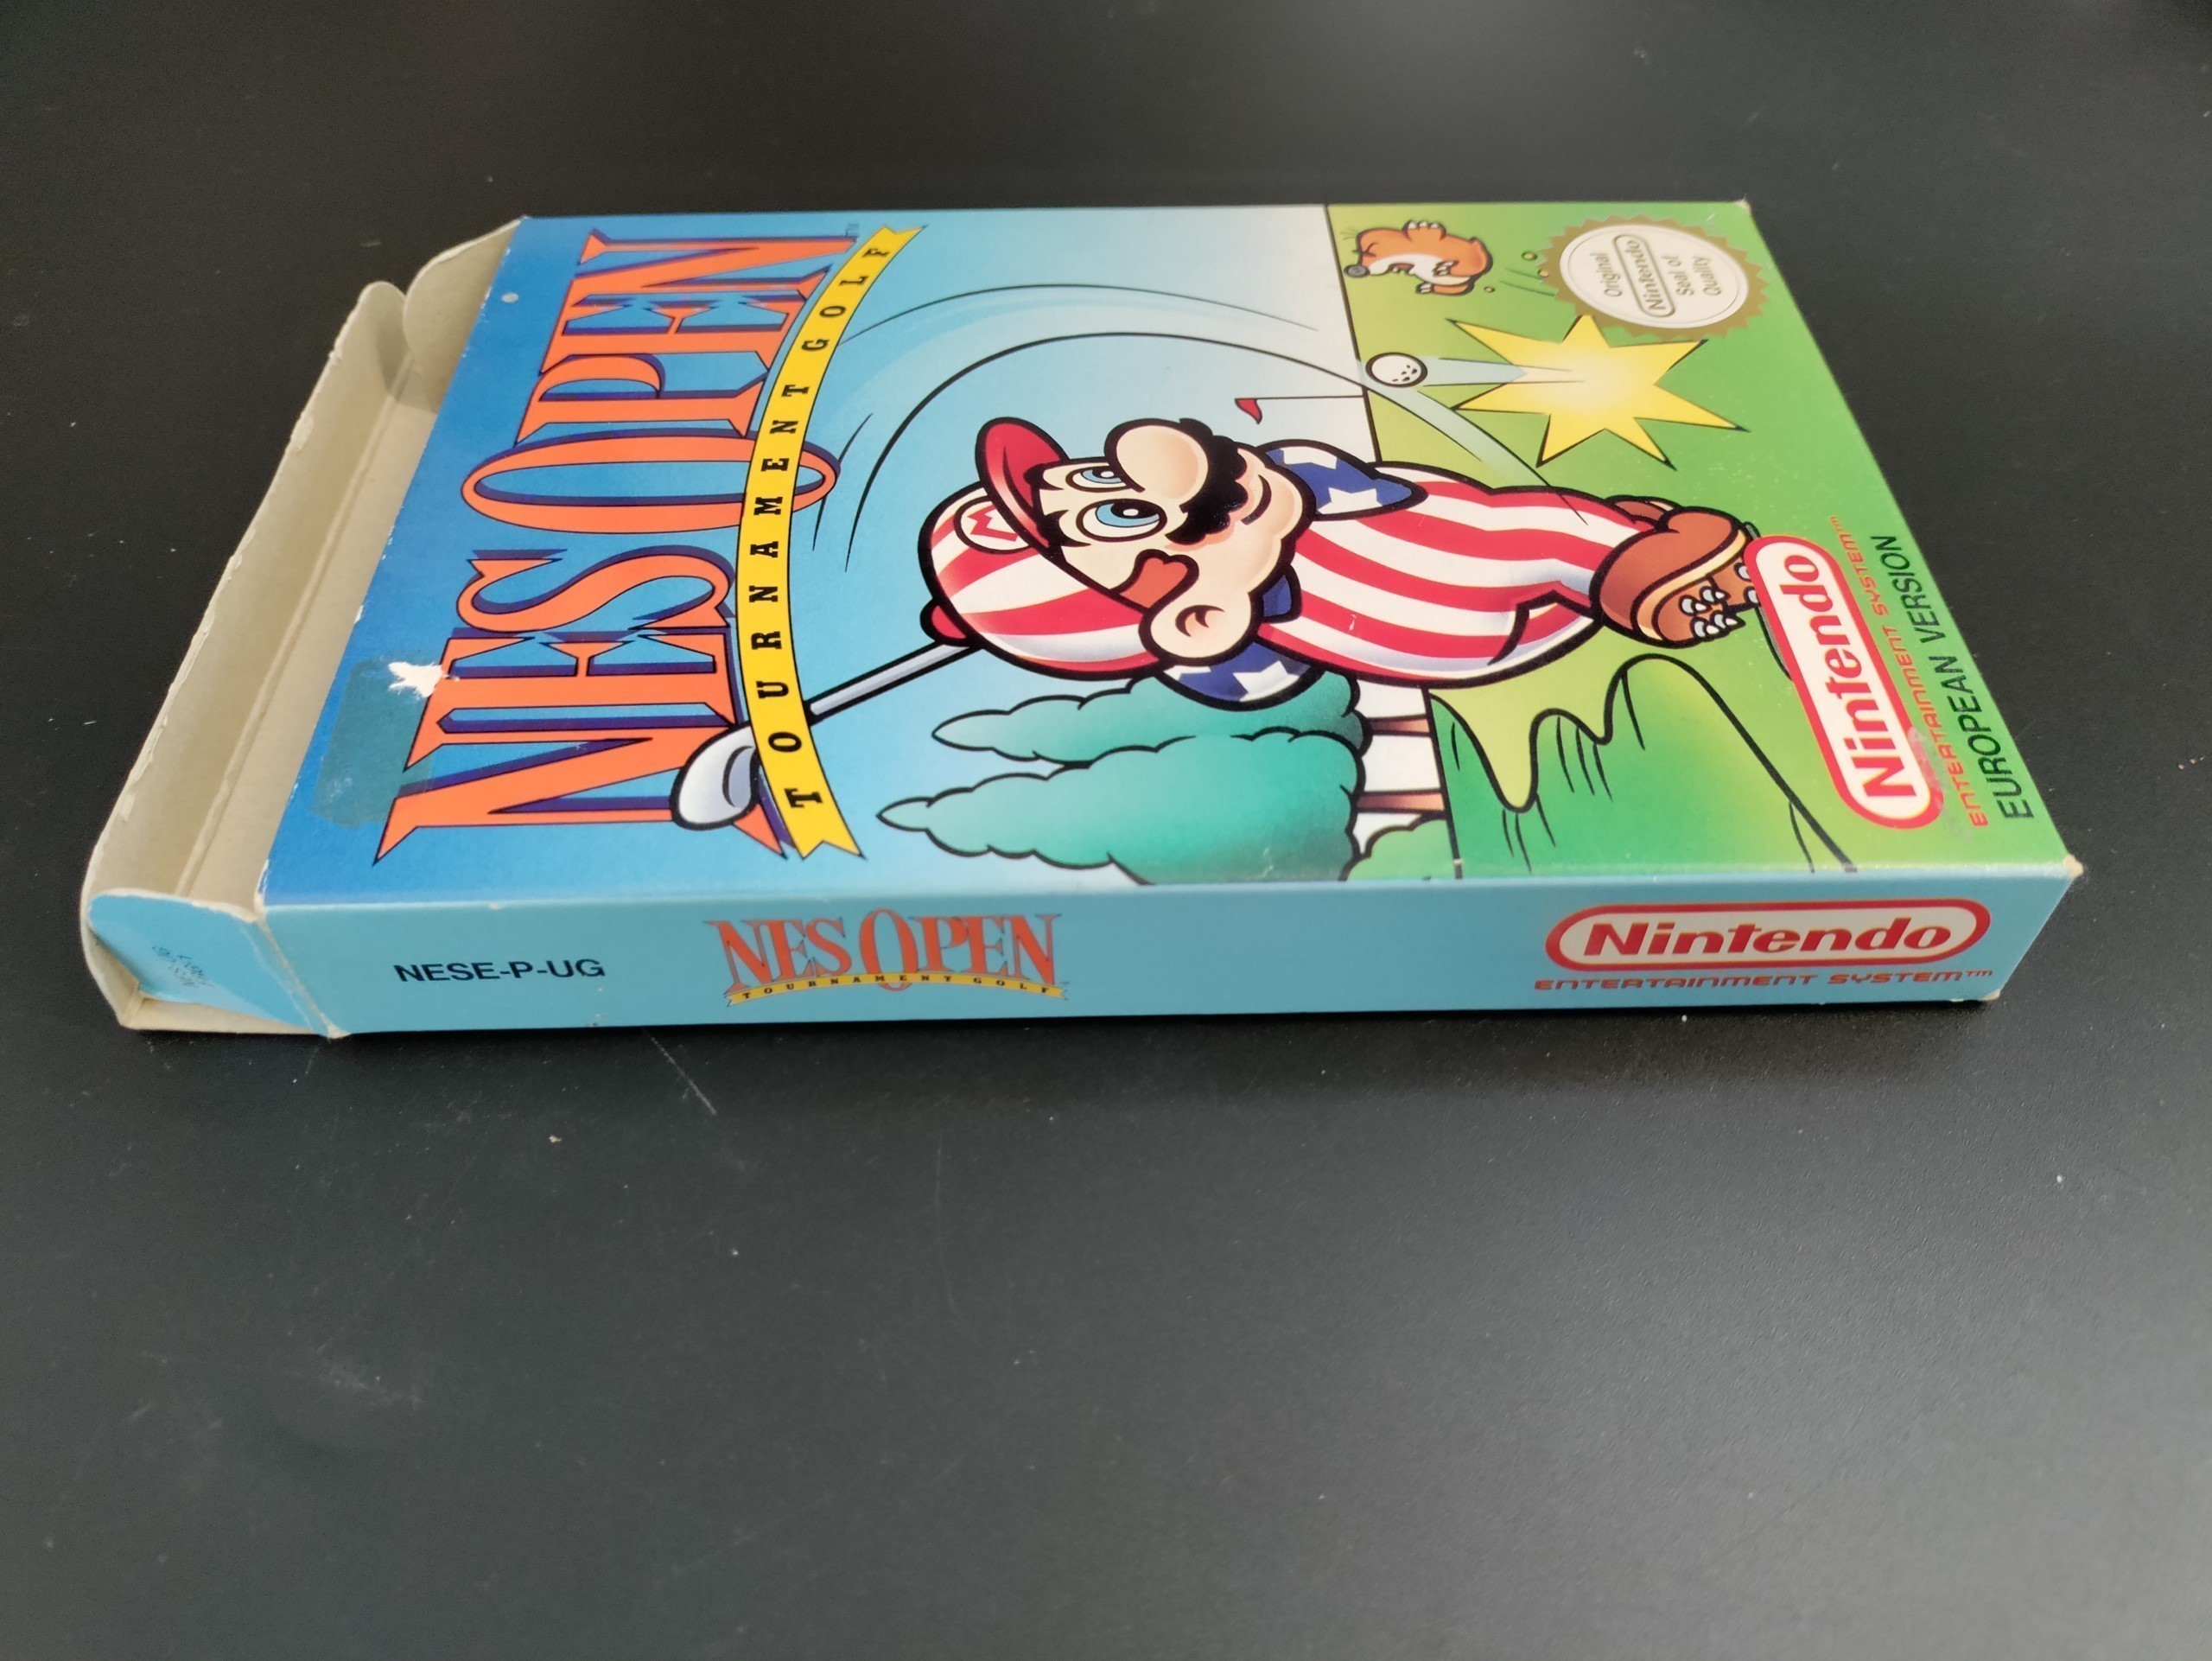 NES OPEN™
TOURNAMENT GOLF
M
Original
Nintendo
Seal of
Quality
Nintendo
ENTERTAINMENT SYSTEM™
EUROPEAN VERSION
NESE-P-UG
NES OPEN
TOURNAMENT GOLF
Nintendo
ENTERTAINMENT SYSTEM™